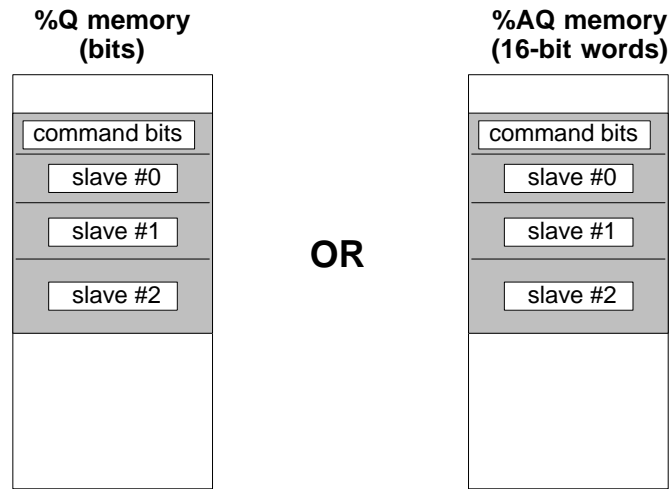 %Q memory
(bits)
command bits
slave #0
slave #1
slave #2
OR
%AQ memory
(16-bit words)
command bits
slave #0
slave #1
slave #2